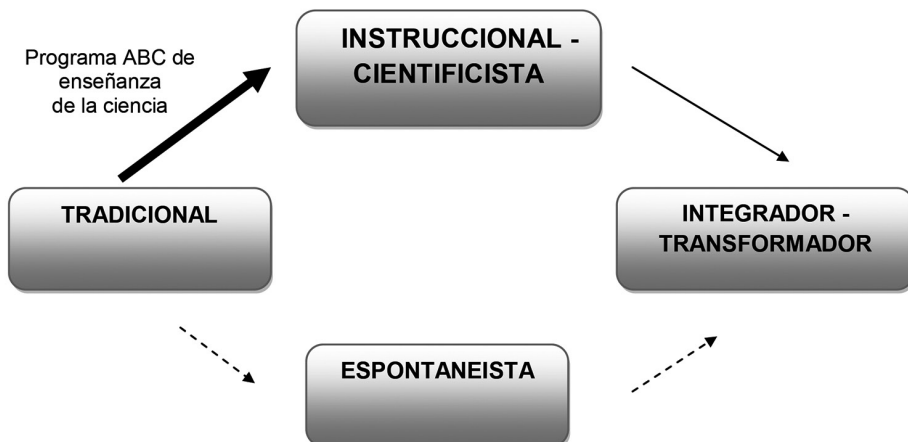 INSTRUCCIONAL -
CIENTIFICISTA
Programa ABC de
enseñanza
de la ciencia
TRADICIONAL
INTEGRADOR -
TRANSFORMADOR
ESPONTANEISTA